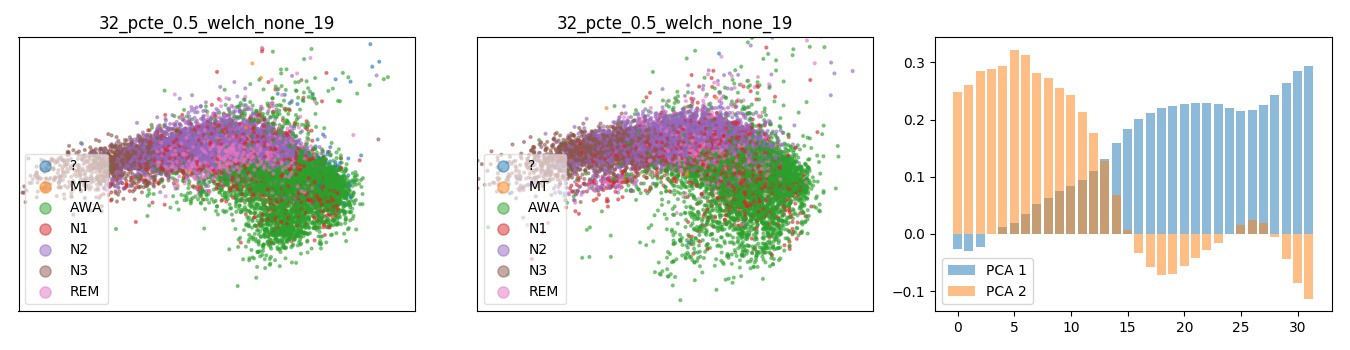 32_pcte_0.5_welch_none_19
?
MT
AWA
N1
N2
N3
REM
32_pcte_0.5_welch_none_19
?
MT
AWA
N1
N2
N3
REM
0.3
0.2
0.1
0.0
−0.1
PCA 1
PCA 2
0 5 10 15 20 25 30